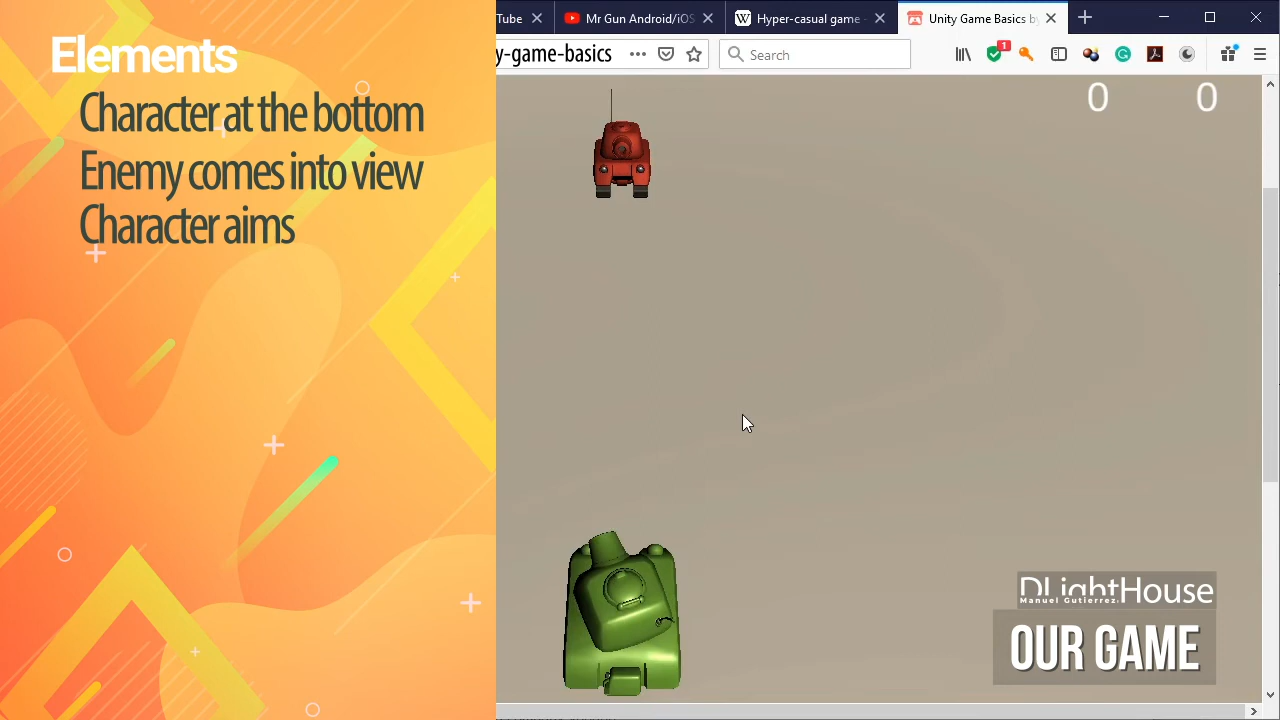 Elements
Character at the bottom
Enemy comes into view
Character aims
Tube
Mr Gun Android/iOS
W
Hyper-casual game -
Unity Game Basics by
y-game-basics
Search
1
0 0
DLightHouse
Manuel Gutierrez
OUR GAME